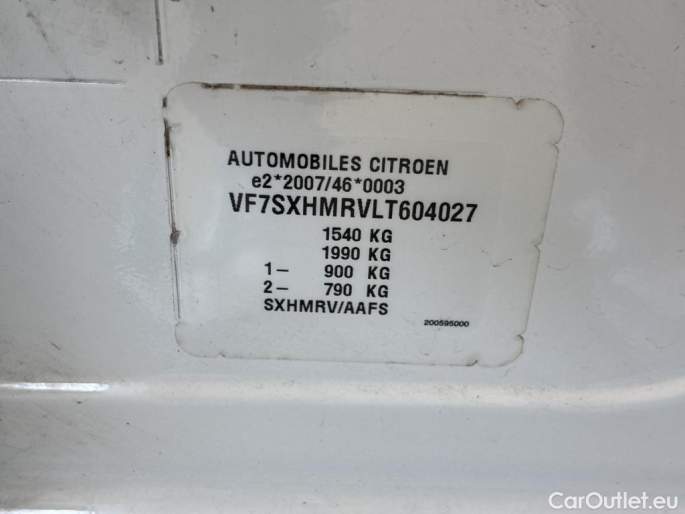 AUTOMOBILES CITROEN
e2*2007/46*0003
VF7SXHMRVLT604027
1540 KG
1990 KG
1- 900 KG
2- 790 KG
SXHMRV/AAFS
200595000
CarOutlet.eu